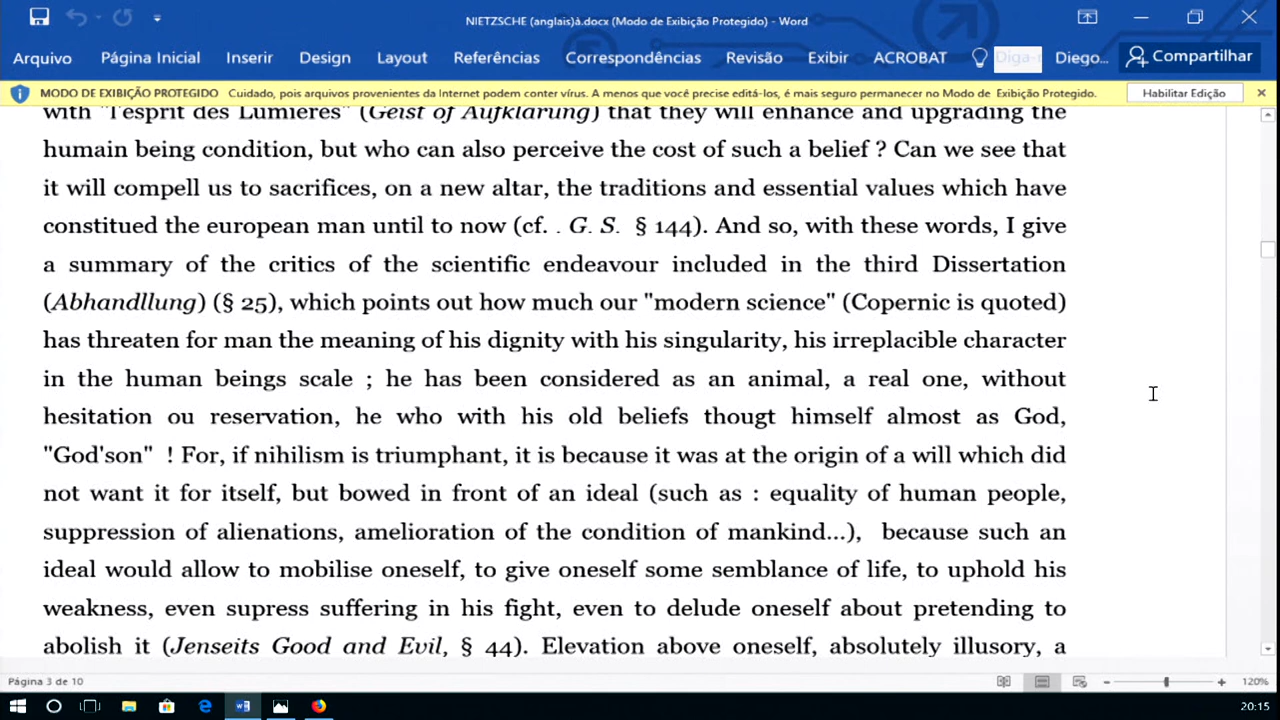 NIETZSCHE (anglais)à.docx (Modo de Exibição Protegido) - Word
Arquivo Página Inicial Inserir Design Layout Referências Correspondências Revisão Exibir ACROBAT Diego... Compartilhar
MODO DE EXIBIÇÃO PROTEGIDO Cuidado, pois arquivos provenientes da Internet podem conter vírus. A menos que você precise editá-los, é mais seguro permanecer no Modo de Exibição Protegido. Habilitar Edição
with "l'esprit des Lumières" (Geist of Aufklärung) that they will enhance and upgrading the
humain being condition, but who can also perceive the cost of such a belief ? Can we see that
it will compell us to sacrifices, on a new altar, the traditions and essential values which have
constitued the european man until to now (cf. . G. S. § 144). And so, with these words, I give
a summary of the critics of the scientific endeavour included in the third Dissertation
(Abhandllung) (§ 25), which points out how much our "modern science" (Copernic is quoted)
has threaten for man the meaning of his dignity with his singularity, his irreplacible character
in the human beings scale ; he has been considered as an animal, a real one, without
hesitation ou reservation, he who with his old beliefs thougt himself almost as God,
"God'son" ! For, if nihilism is triumphant, it is because it was at the origin of a will which did
not want it for itself, but bowed in front of an ideal (such as : equality of human people,
suppression of alienations, amelioration of the condition of mankind...), because such an
ideal would allow to mobilise oneself, to give oneself some semblance of life, to uphold his
weakness, even supress suffering in his fight, even to delude oneself about pretending to
abolish it (Jenseits Good and Evil, § 44). Elevation above oneself, absolutely illusory, a
Página 3 de 10 120%
20:15